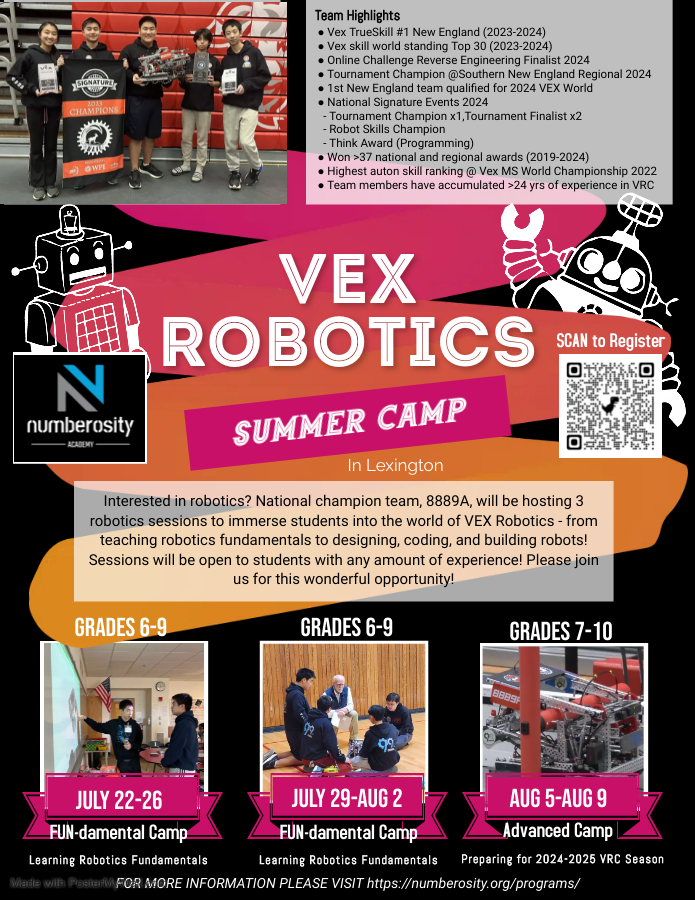 Team Highlights
● Vex TrueSkill #1 New England (2023-2024)
● Vex skill world standing Top 30 (2023-2024)
● Online Challenge Reverse Engineering Finalist 2024
● Tournament Champion @Southern New England Regional 2024
● 1st New England team qualified for 2024 VEX World
● National Signature Events 2024
- Tournament Champion x1,Tournament Finalist x2
- Robot Skills Champion
- Think Award (Programming)
● Won >37 national and regional awards (2019-2024)
● Highest auton skill ranking @ Vex MS World Championship 2022
● Team members have accumulated >24 yrs of experience in VRC
SIGNATURE
2023
CHAMPIONS
WPI
VEX
ROBOTICS
SCAN to Register
numberosity
ACADEMY
SUMMER CAMP
In Lexington
Interested in robotics? National champion team, 8889A, will be hosting 3
robotics sessions to immerse students into the world of VEX Robotics - from
teaching robotics fundamentals to designing, coding, and building robots!
Sessions will be open to students with any amount of experience! Please join
us for this wonderful opportunity!
GRADES 6-9
GRADES 6-9
GRADES 7-10
JULY 22-26
JULY 29-AUG 2
AUG 5-AUG 9
FUN-damental Camp
FUN-damental Camp
Advanced Camp
Learning Robotics Fundamentals
Learning Robotics Fundamentals
Preparing for 2024-2025 VRC Season
Made with
FOR MORE INFORMATION PLEASE VISIT https://numberosity.org/programs/